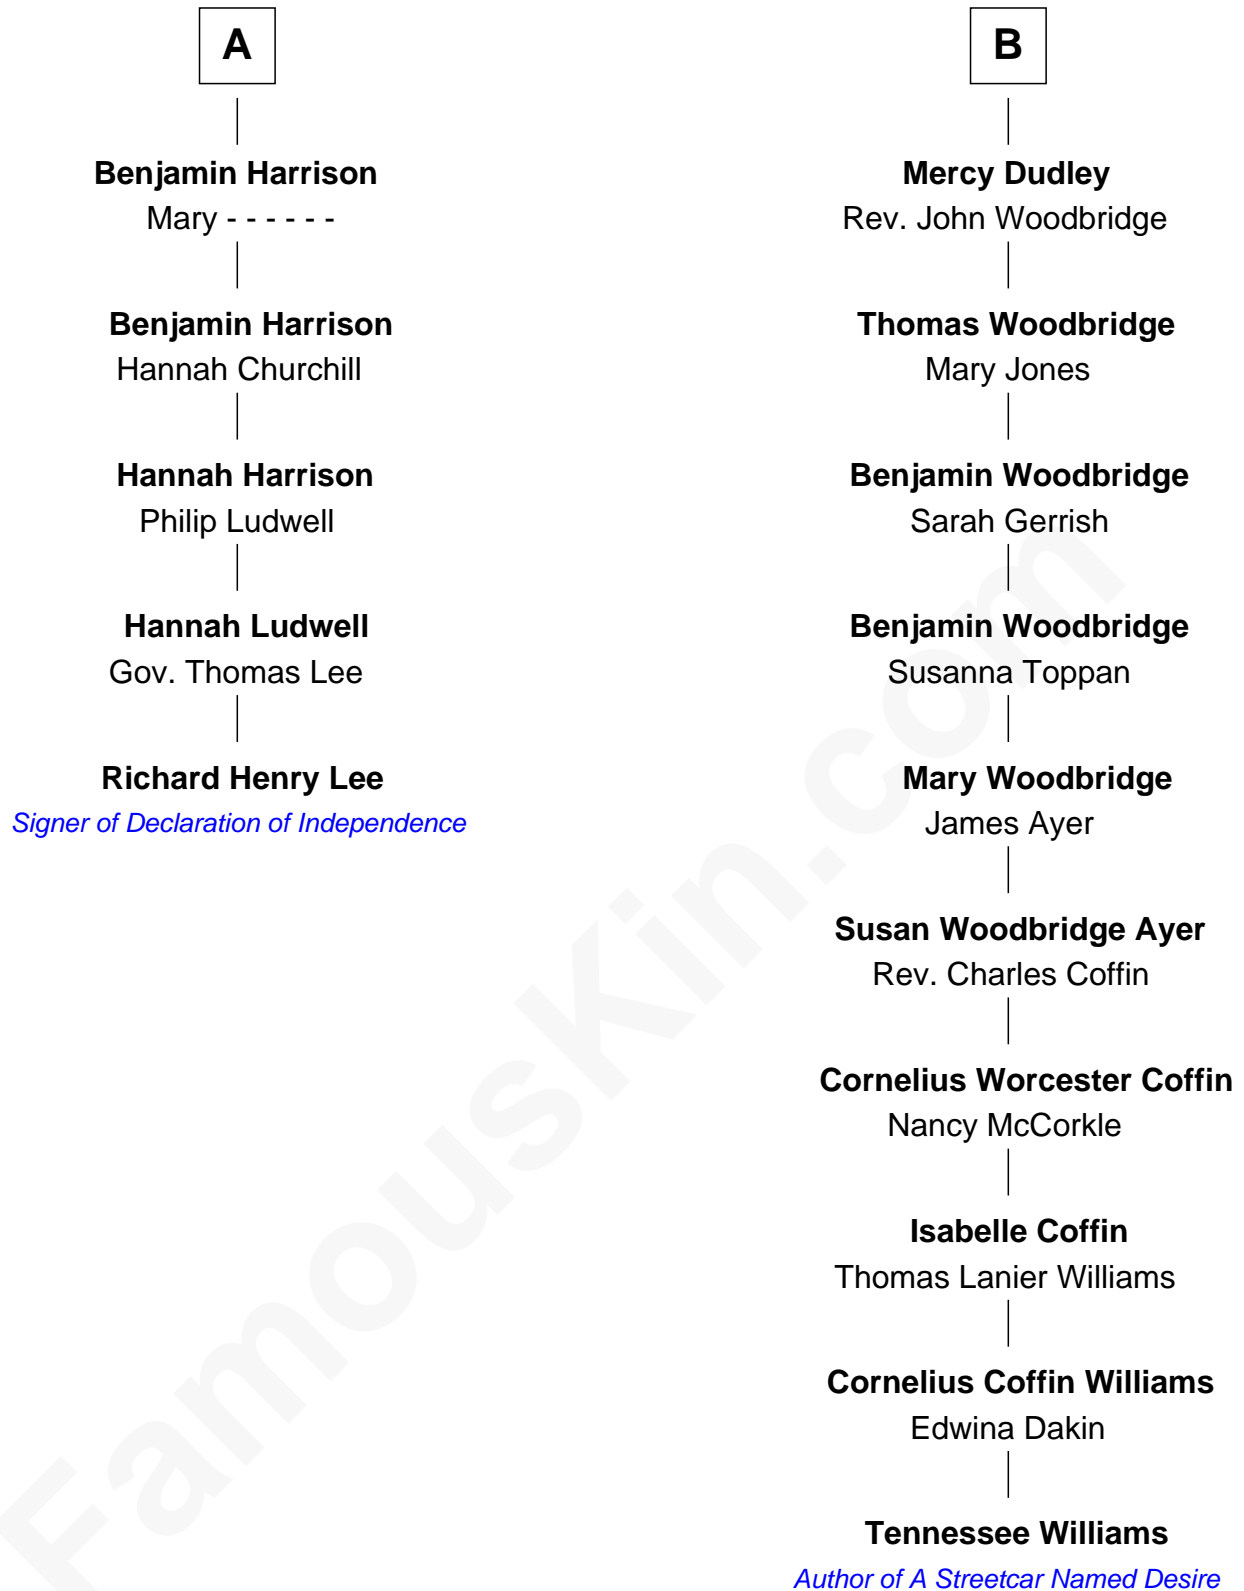 A
Benjamin Harrison
Mary - - - - - -
Benjamin Harrison
Hannah Churchill
Hannah Harrison
Philip Ludwell
Hannah Ludwell
Gov. Thomas Lee
Richard Henry Lee
Signer of Declaration of Independence
B
Mercy Dudley
Rev. John Woodbridge
Thomas Woodbridge
Mary Jones
Benjamin Woodbridge
Sarah Gerrish
Benjamin Woodbridge
Susanna Toppan
Mary Woodbridge
James Ayer
Susan Woodbridge Ayer
Rev. Charles Coffin
Cornelius Worcester Coffin
Nancy McCorkle
Isabelle Coffin
Thomas Lanier Williams
Cornelius Coffin Williams
Edwina Dakin
Tennessee Williams
Author of A Streetcar Named Desire
FamousKin.com